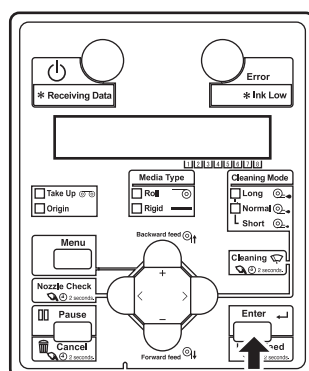 Error
* Receiving Data
* Ink Low
1 2 3 4 5 6 7 8
Media Type
Cleaning Mode
Take Up
Roll
Long
Origin
Rigid
Normal
Short
Menu
Backward feed
Cleaning
2 seconds.
+
< >
−
Nozzle Check
2 seconds.
Pause
Enter
Cancel
2 seconds.
Forward feed
eed
2 seconds.